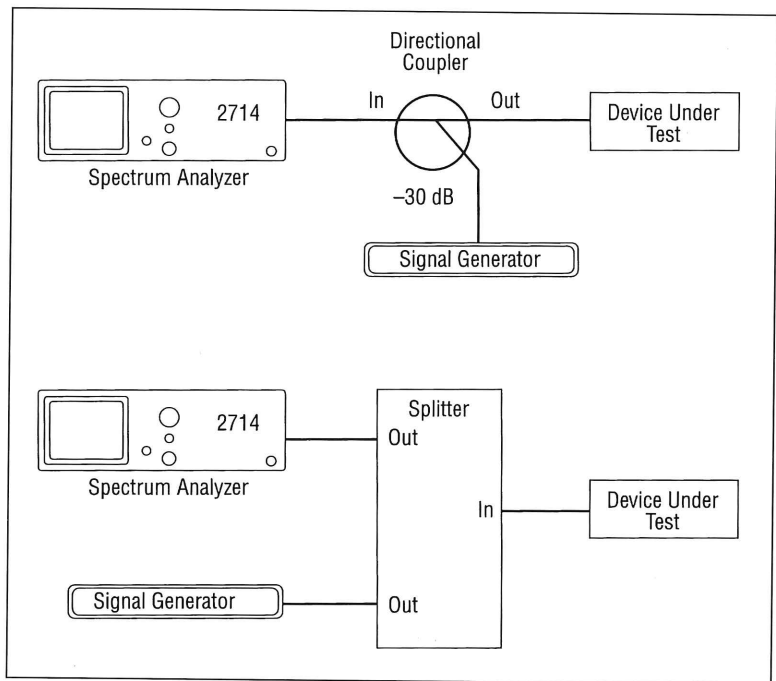 Directional
Coupler
2714
In
Out
Device Under
Test
Spectrum Analyzer
–30 dB
Signal Generator
2714
Splitter
Out
Spectrum Analyzer
In
Device Under
Test
Signal Generator
Out